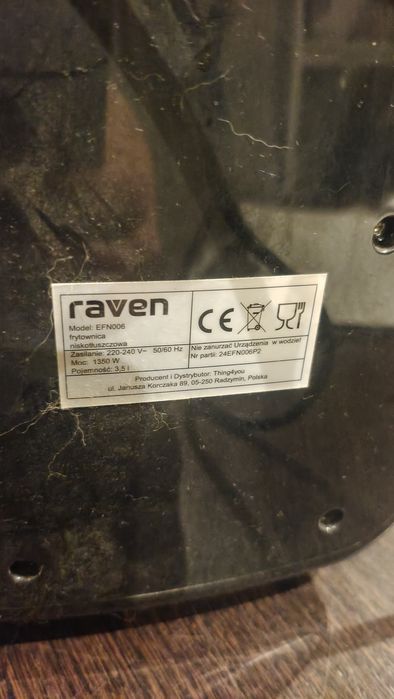 raven
Model: EFN006
frytownica
niskotłuszczowa
Zasilanie: 220-240 V~ 50/60 Hz
Moc: 1350 W
Pojemność: 3,5 l
CE
Nie zanurzać Urządzenia w wodzie!
Nr partii: 24EFN006P2
Producent i Dystrybutor: Thing4you
ul. Janusza Korczaka 89, 05-250 Radzymin, Polska